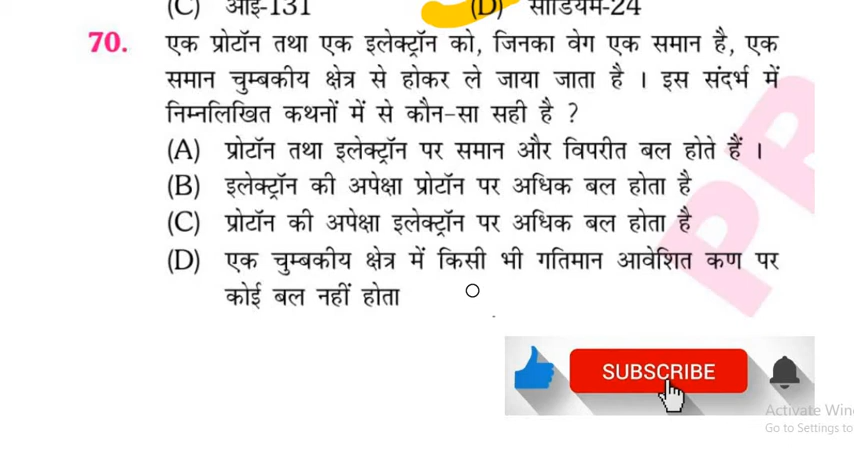 (C) आई-131 (D) सोडियम-24
70. एक प्रोटॉन तथा एक इलेक्ट्रॉन को, जिनका वेग एक समान है, एक
समान चुम्बकीय क्षेत्र से होकर ले जाया जाता है । इस संदर्भ में
निम्नलिखित कथनों में से कौन-सा सही है ?
(A) प्रोटॉन तथा इलेक्ट्रॉन पर समान और विपरीत बल होते हैं ।
(B) इलेक्ट्रॉन की अपेक्षा प्रोटॉन पर अधिक बल होता है
(C) प्रोटॉन की अपेक्षा इलेक्ट्रॉन पर अधिक बल होता है
(D) एक चुम्बकीय क्षेत्र में किसी भी गतिमान आवेशित कण पर
कोई बल नहीं होता
SUBSCRIBE
Activate Win
Go to Settings to